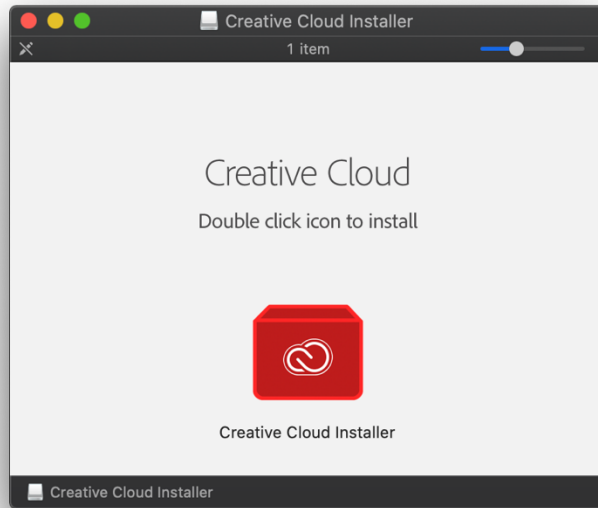 Creative Cloud Installer
1 item
Creative Cloud
Double click icon to install
Creative Cloud Installer
Creative Cloud Installer